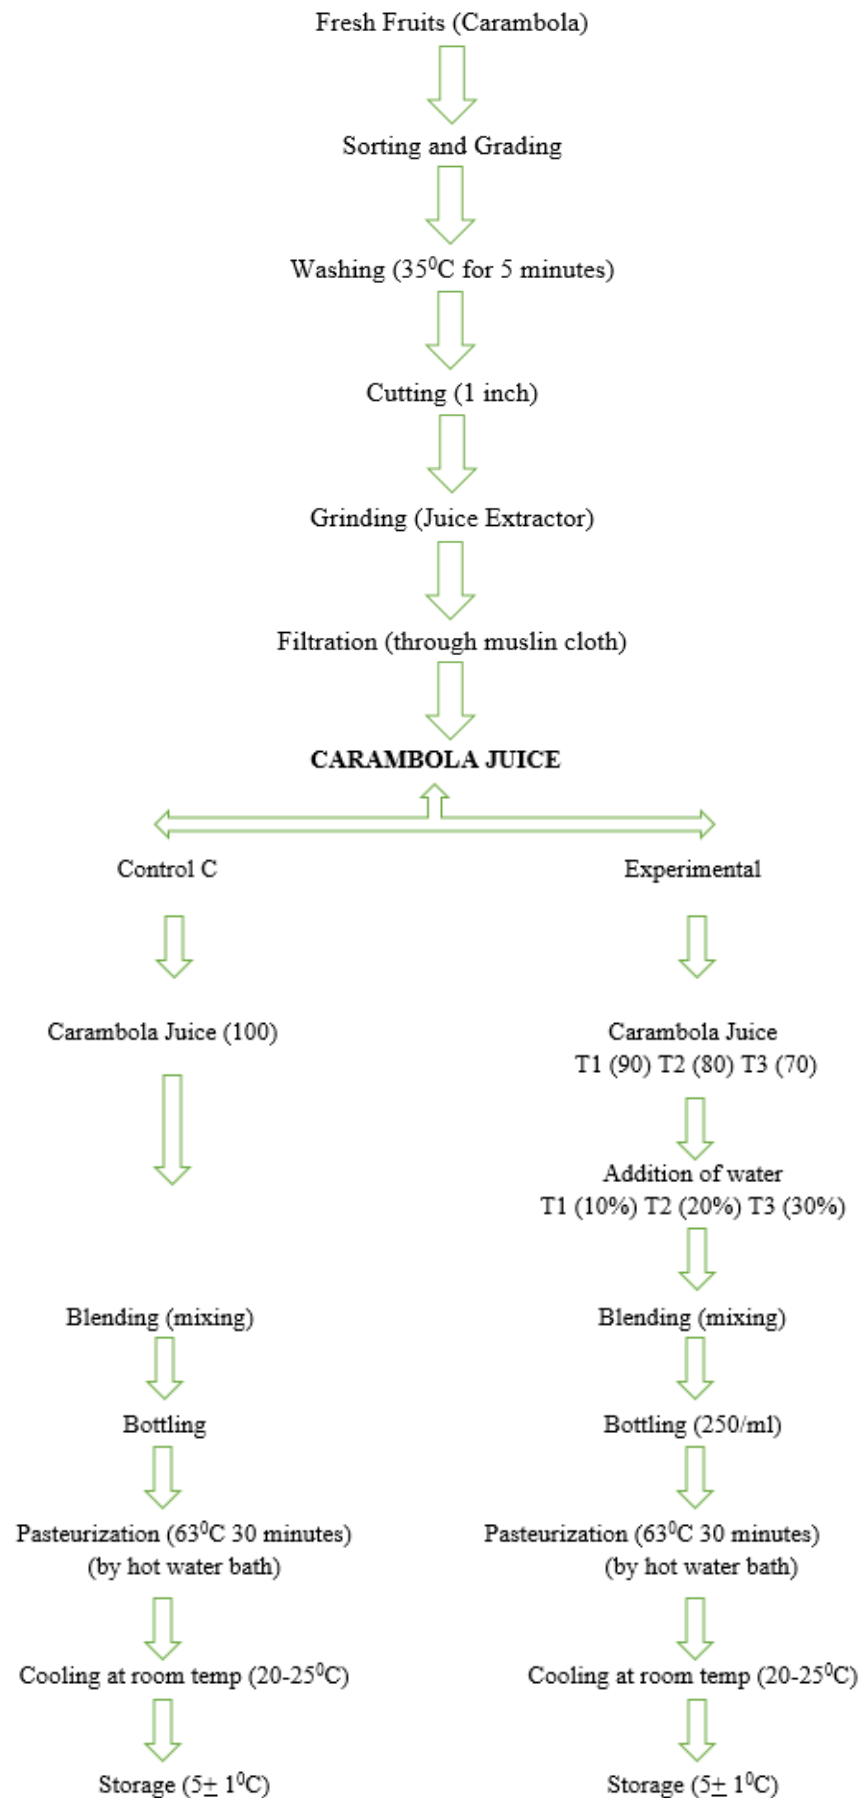 Fresh Fruits (Carambola)
Sorting and Grading
Washing (35⁰C for 5 minutes)
Cutting (1 inch)
Grinding (Juice Extractor)
Filtration (through muslin cloth)
CARAMBOLA JUICE
Control C
Experimental
Carambola Juice (100)
Carambola Juice
T1 (90) T2 (80) T3 (70)
Addition of water
T1 (10%) T2 (20%) T3 (30%)
Blending (mixing)
Blending (mixing)
Bottling
Bottling (250/ml)
Pasteurization (63⁰C 30 minutes)
(by hot water bath)
Pasteurization (63⁰C 30 minutes)
(by hot water bath)
Cooling at room temp (20-25⁰C)
Cooling at room temp (20-25⁰C)
Storage (5± 1⁰C)
Storage (5± 1⁰C)